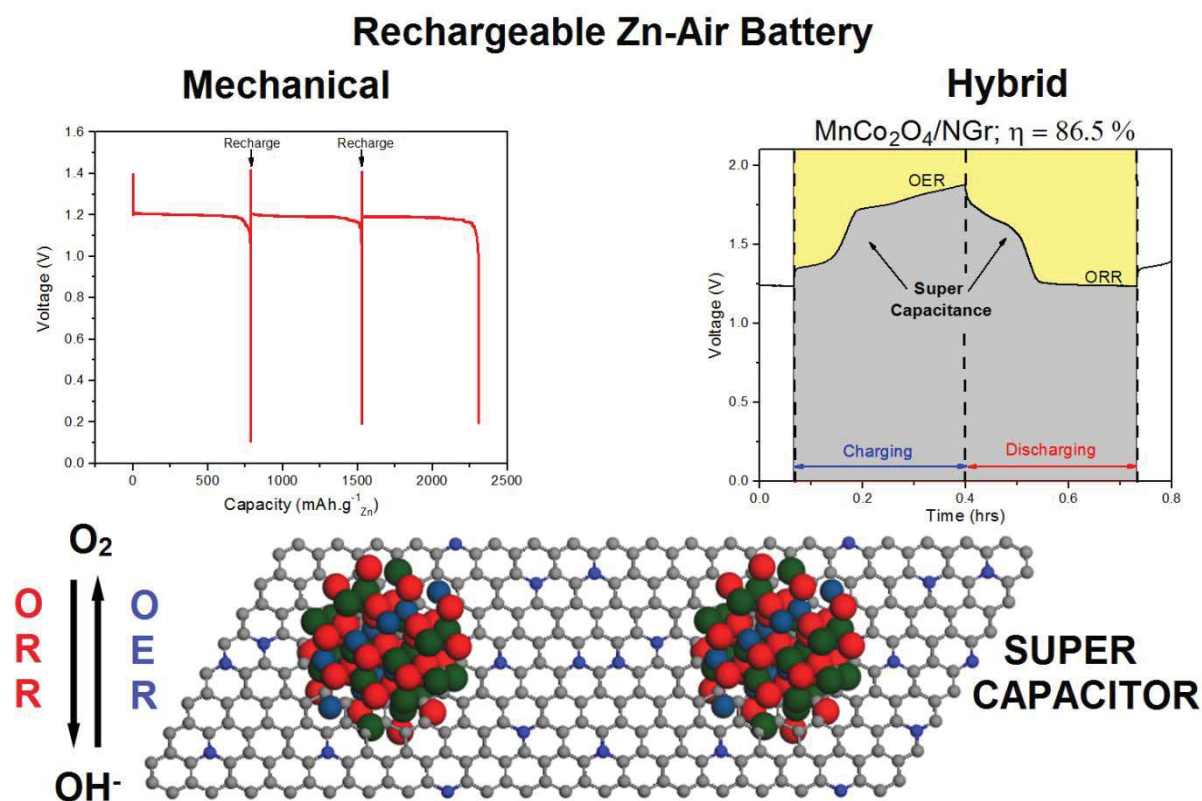 Rechargeable Zn-Air Battery
Mechanical
Recharge
Recharge
1.6
1.4
1.2
1.0
0.8
0.6
0.4
0.2
0.0
Voltage (V)
0
500
1000
1500
2000
2500
Capacity (mAh.g⁻¹Zn)
Hybrid
MnCo₂O₄/NGr; η = 86.5 %
2.0
1.5
1.0
0.5
0.0
Voltage (V)
OER
Super
Capacitance
ORR
Charging
Discharging
0.0
0.2
0.4
0.6
0.8
Time (hrs)
O₂
ORR
OER
OH-
SUPER
CAPACITOR